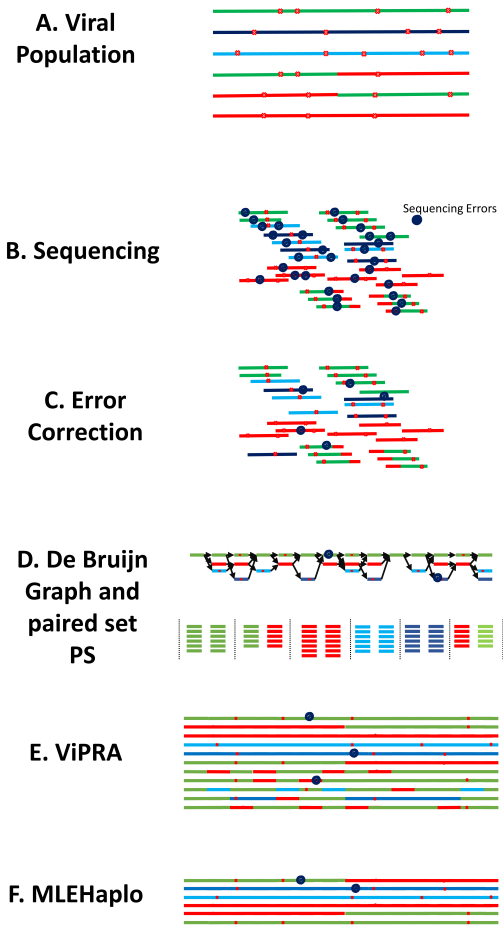 A. Viral
Population
Sequencing Errors
B. Sequencing
C. Error
Correction
D. De Bruijn
Graph and
paired set
PS
E. ViPRA
F. MLEHaplo